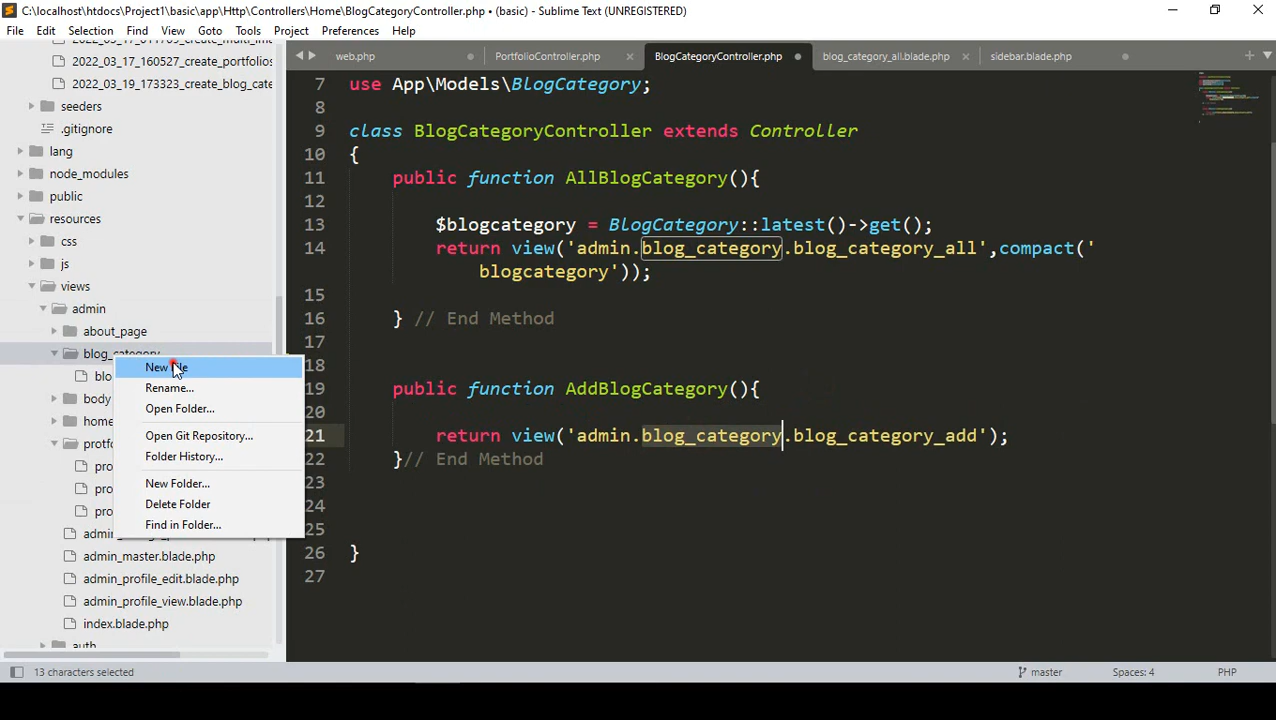 C:\localhost\htdocs\Project1\basic\app\Http\Controllers\Home\BlogCategoryController.php • (basic) - Sublime Text (UNREGISTERED)
File Edit Selection Find View Goto Tools Project Preferences Help
web.php PortfolioController.php BlogCategoryController.php blog_category_all.blade.php sidebar.blade.php
2022_03_17_160527_create_portfolios
2022_03_19_173323_create_blog_cate
seeders
.gitignore
lang
node_modules
public
resources
css
js
views
admin
about_page
blog_category
blo
body
home
protfo
pro
pro
pro
admi
admin_master.blade.php
admin_profile_edit.blade.php
admin_profile_view.blade.php
index.blade.php
auth
New File
Rename...
Open Folder...
Open Git Repository...
Folder History...
New Folder...
Delete Folder
Find in Folder...
7 use App\Models\BlogCategory;
8
9 class BlogCategoryController extends Controller
10 {
11 public function AllBlogCategory(){
12
13 $blogcategory = BlogCategory::latest()->get();
14 return view('admin.blog_category.blog_category_all',compact('
blogcategory'));
15
16 } // End Method
17
18
19 public function AddBlogCategory(){
20
21 return view('admin.blog_category.blog_category_add');
22 }// End Method
23
24
25
26 }
27
13 characters selected master Spaces: 4 PHP